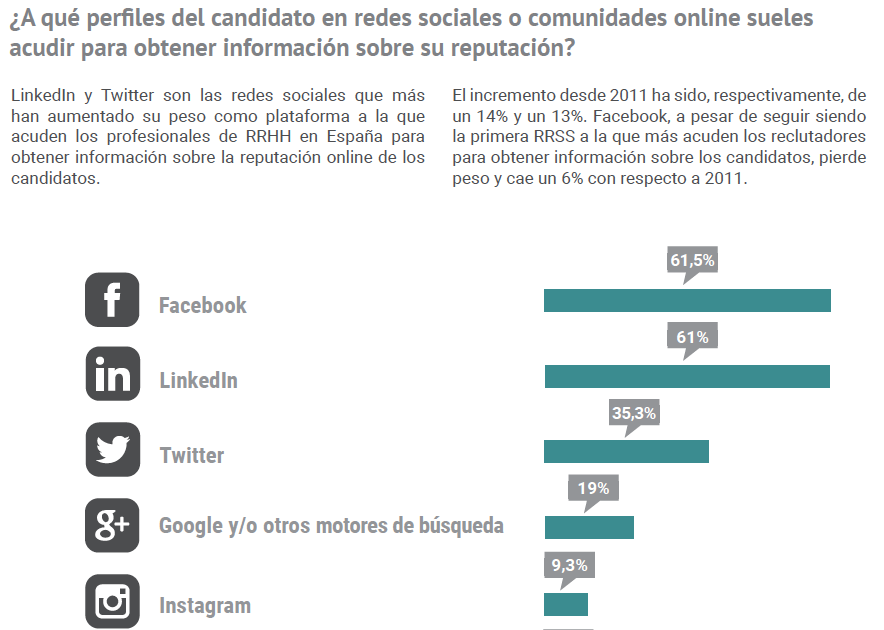 ¿A qué perfiles del candidato en redes sociales o comunidades online sueles
acudir para obtener información sobre su reputación?
LinkedIn y Twitter son las redes sociales que más
han aumentado su peso como plataforma a la que
acuden los profesionales de RRHH en España para
obtener información sobre la reputación online de los
candidatos.
El incremento desde 2011 ha sido, respectivamente, de
un 14% y un 13%. Facebook, a pesar de seguir siendo
la primera RRSS a la que más acuden los reclutadores
para obtener información sobre los candidatos, pierde
peso y cae un 6% con respecto a 2011.
f
Facebook
61,5%
in
LinkedIn
61%
Twitter
35,3%
g+
Google y/o otros motores de búsqueda
19%
Instagram
9,3%